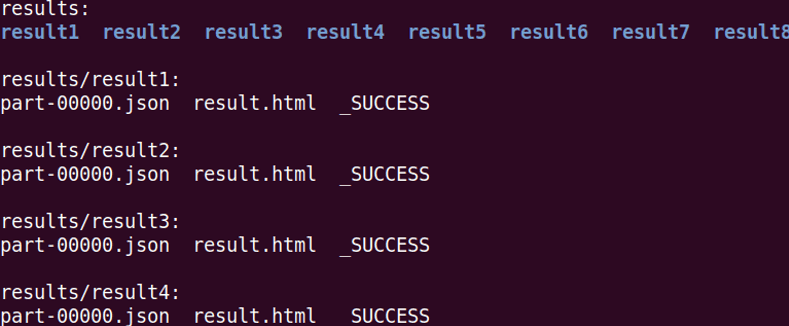 results:
result1  result2  result3  result4  result5  result6  result7  result8
results/result1:
part-00000.json  result.html  _SUCCESS
results/result2:
part-00000.json  result.html  _SUCCESS
results/result3:
part-00000.json  result.html  _SUCCESS
results/result4:
part-00000.json  result.html  SUCCESS